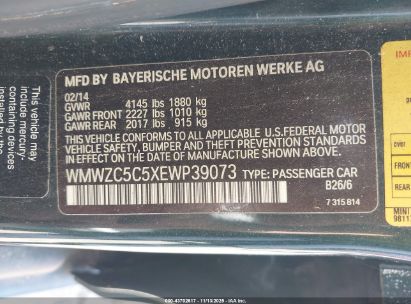 MFD BY BAYERISCHE MOTOREN WERKE AG
02/14
GVWR 4145 lbs 1880 kg
GAWR FRONT 2227 lbs 1010 kg
GAWR REAR 2017 lbs 915 kg
THIS VEHICLE CONFORMS TO ALL APPLICABLE U.S. FEDERAL MOTOR
VEHICLE SAFETY, BUMPER AND THEFT PREVENTION STANDARDS IN
EFFECT ON THE DATE OF MANUFACTURE SHOWN ABOVE.
WMWZC5C5XEWP39073 TYPE: PASSENGER CAR
B26/6
7 315 814
This vehicle may
include mercury-
containing devices
MINI
9811